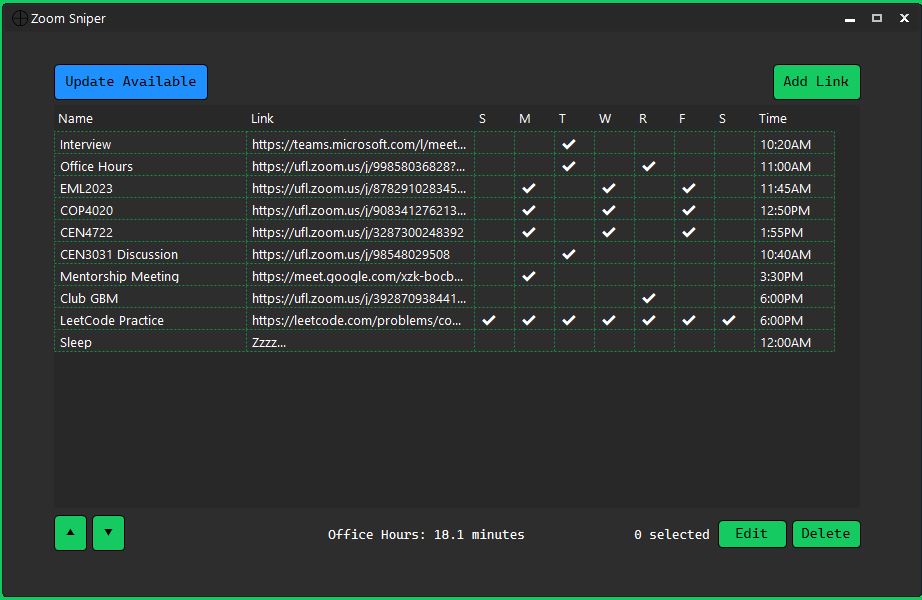 Zoom Sniper
Update Available
Add Link
Name Link S M T W R F S Time
Interview https://teams.microsoft.com/l/meet... 10:20AM
Office Hours https://ufl.zoom.us/j/99858036828?... 11:00AM
EML2023 https://ufl.zoom.us/j/878291028345... 11:45AM
COP4020 https://ufl.zoom.us/j/908341276213... 12:50PM
CEN4722 https://ufl.zoom.us/j/3287300248392 1:55PM
CEN3031 Discussion https://ufl.zoom.us/j/98548029508 10:40AM
Mentorship Meeting https://meet.google.com/xzk-bocb... 3:30PM
Club GBM https://ufl.zoom.us/j/392870938441... 6:00PM
LeetCode Practice https://leetcode.com/problems/co... 6:00PM
Sleep Zzzz... 12:00AM
Office Hours: 18.1 minutes 0 selected Edit Delete